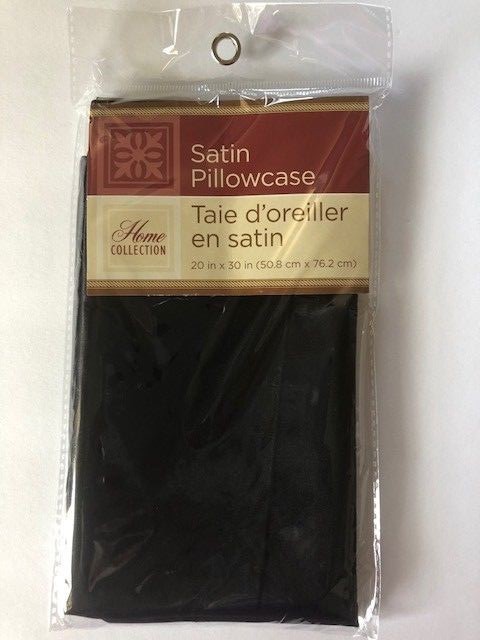 Satin
Pillowcase
Home
COLLECTION
Taie d'oreiller
en satin
20 in x 30 in (50.8 cm x 76.2 cm)